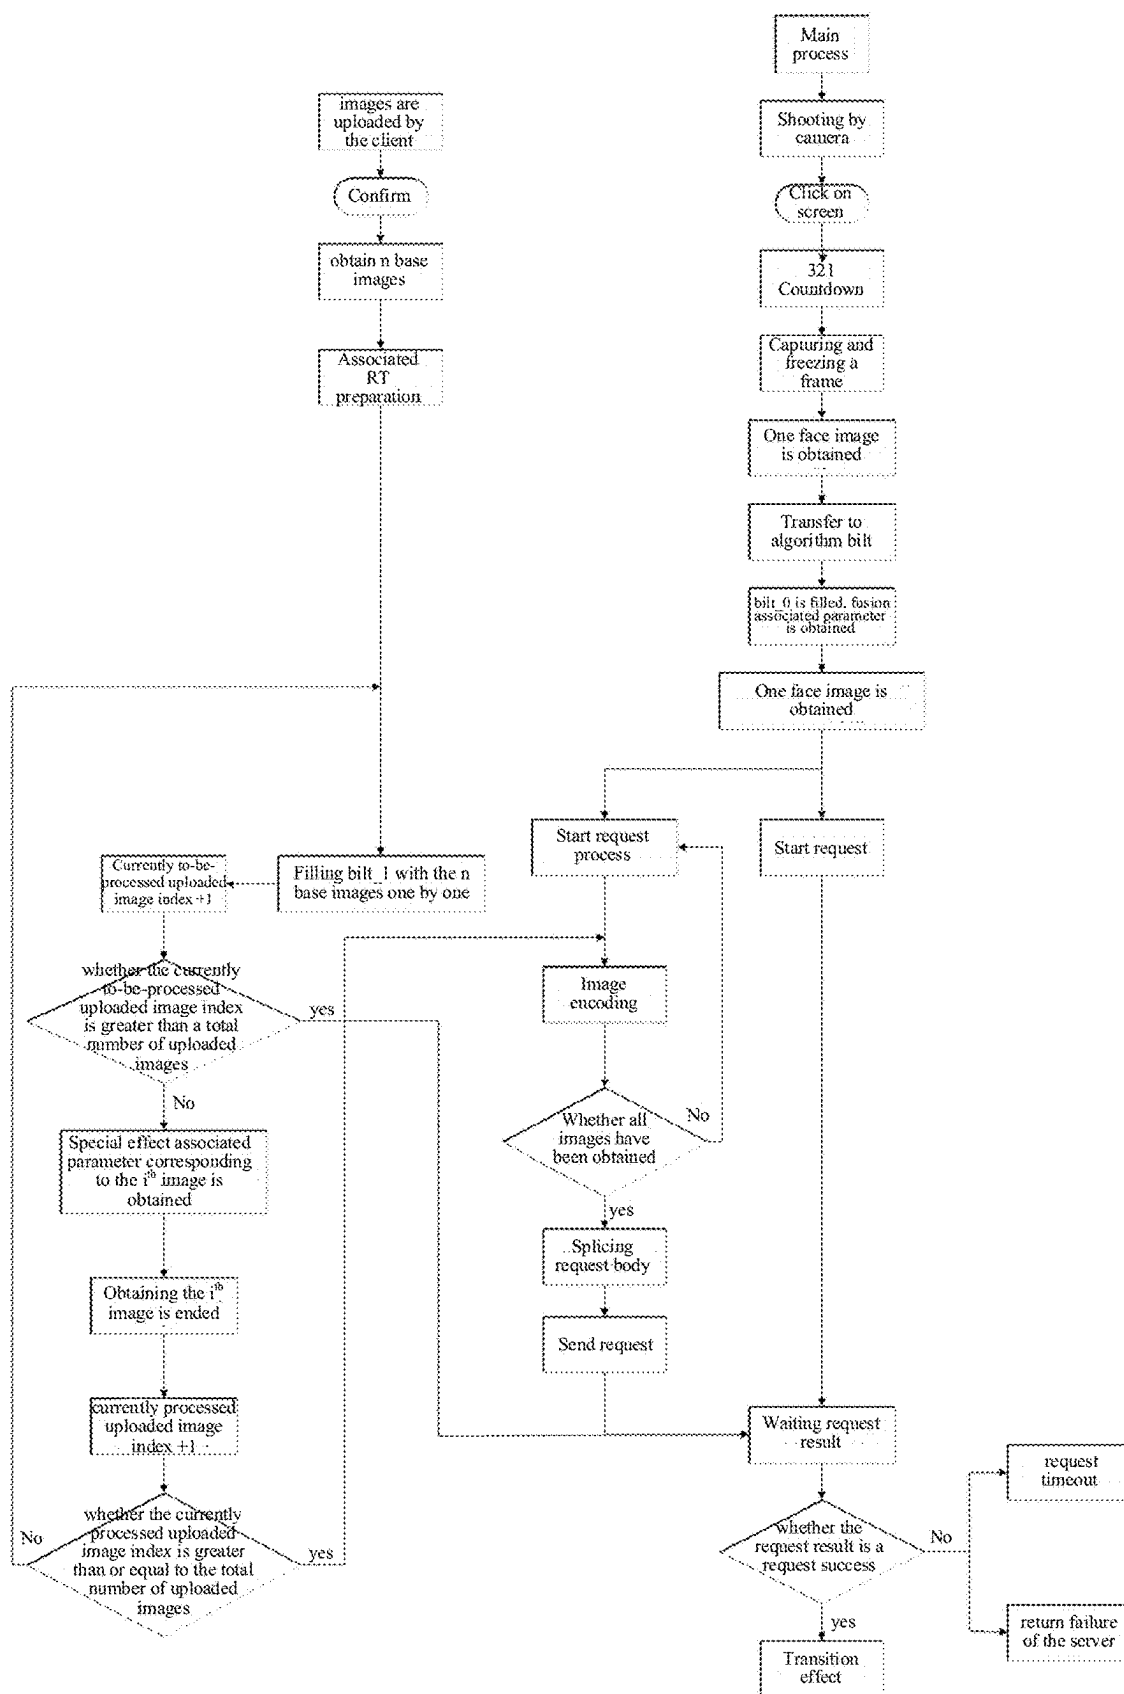 Main
process
images are
uploaded by
the client
Shooting by
camera
Confirm
Click on
screen
obtain n base
images
321
Countdown
Associated
RT
preparation
Capturing and
freezing a
frame
One face image
is obtained
Transfer to
algorithm bilt
bilt_0 is filled, fusion
associated parameter
is obtained
One face image is
obtained
Start request
process
Start request
Currently to-be-
processed uploaded
image index +1
Filling bilt_1 with the n
base images one by one
whether the currently
to-be-processed
uploaded image index
is greater than a total
number of uploaded
images
yes
No
Image
encoding
Whether all
images have
been obtained
No
yes
Special effect associated
parameter corresponding
to the ith image is
obtained
Splicing
request body
Obtaining the ith
image is ended
Send request
currently processed
uploaded image
index +1
Waiting request
result
request
timeout
whether the currently
processed uploaded
image index is greater
than or equal to the total
number of uploaded
images
No
yes
whether the
request result is a
request success
No
yes
return failure
of the server
Transition
effect